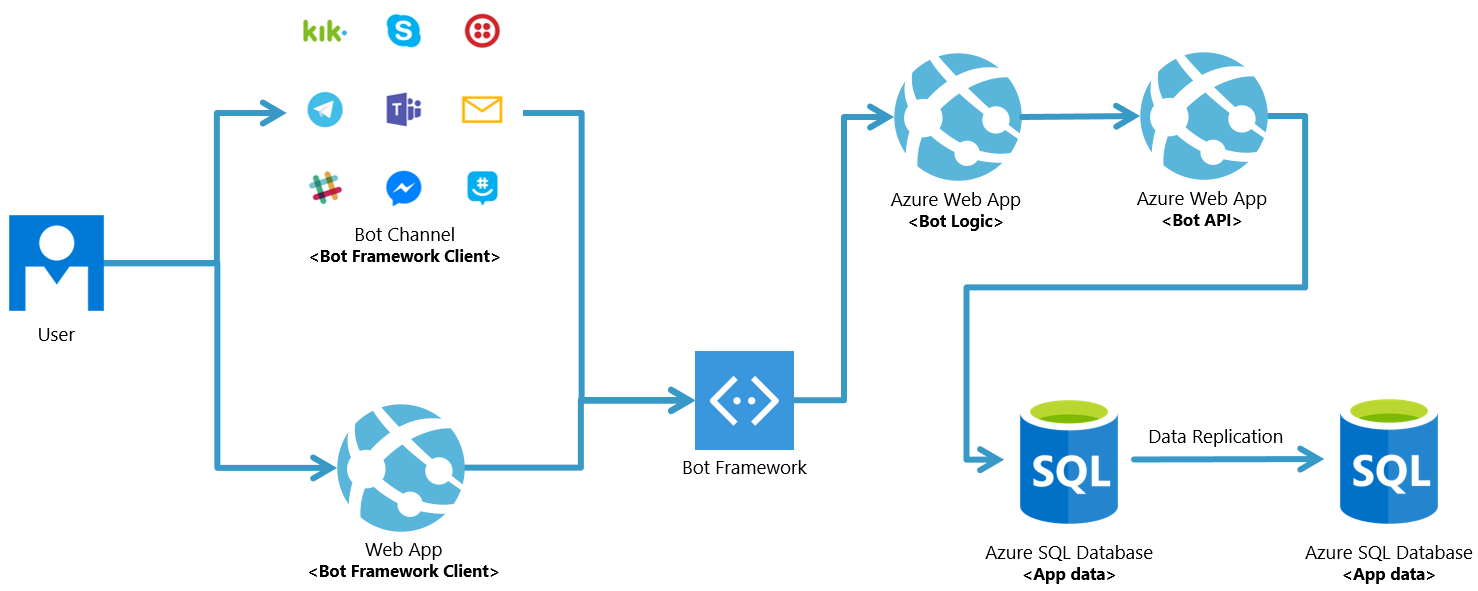 kik.
S
T
User
Bot Channel
<Bot Framework Client>
Web App
<Bot Framework Client>
Bot Framework
Azure Web App
<Bot Logic>
Azure Web App
<Bot API>
SQL
Data Replication
SQL
Azure SQL Database
<App data>
Azure SQL Database
<App data>